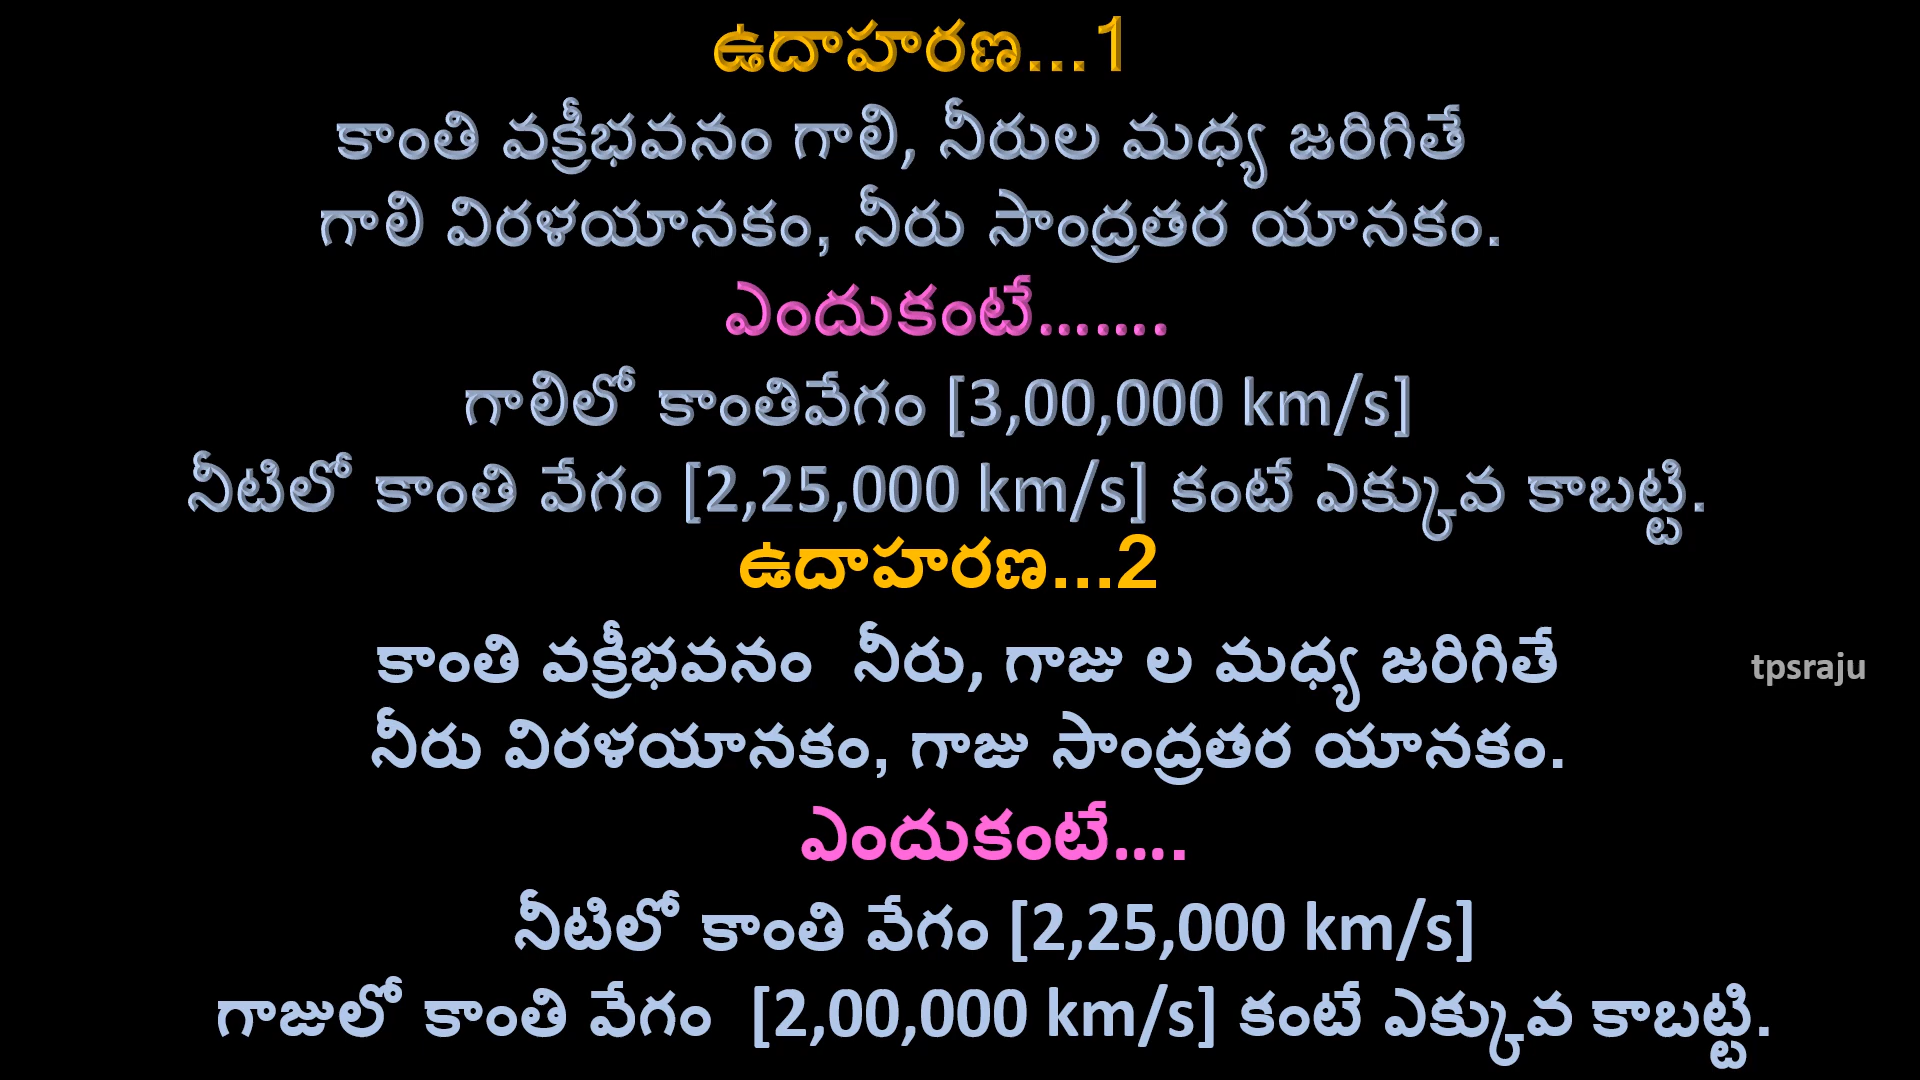 ఉదాహరణ...1
కాంతి వక్రీభవనం గాలి, నీరుల మధ్య జరిగితే
గాలి విరళయానకం, నీరు సాంద్రతర యానకం.
ఎందుకంటే.......
గాలిలో కాంతివేగం [3,00,000 km/s]
నీటిలో కాంతి వేగం [2,25,000 km/s] కంటే ఎక్కువ కాబట్టి.
ఉదాహరణ...2
కాంతి వక్రీభవనం  నీరు, గాజు ల మధ్య జరిగితే
tpsraju
నీరు విరళయానకం, గాజు సాంద్రతర యానకం.
ఎందుకంటే....
నీటిలో కాంతి వేగం [2,25,000 km/s]
గాజులో కాంతి వేగం  [2,00,000 km/s] కంటే ఎక్కువ కాబట్టి.